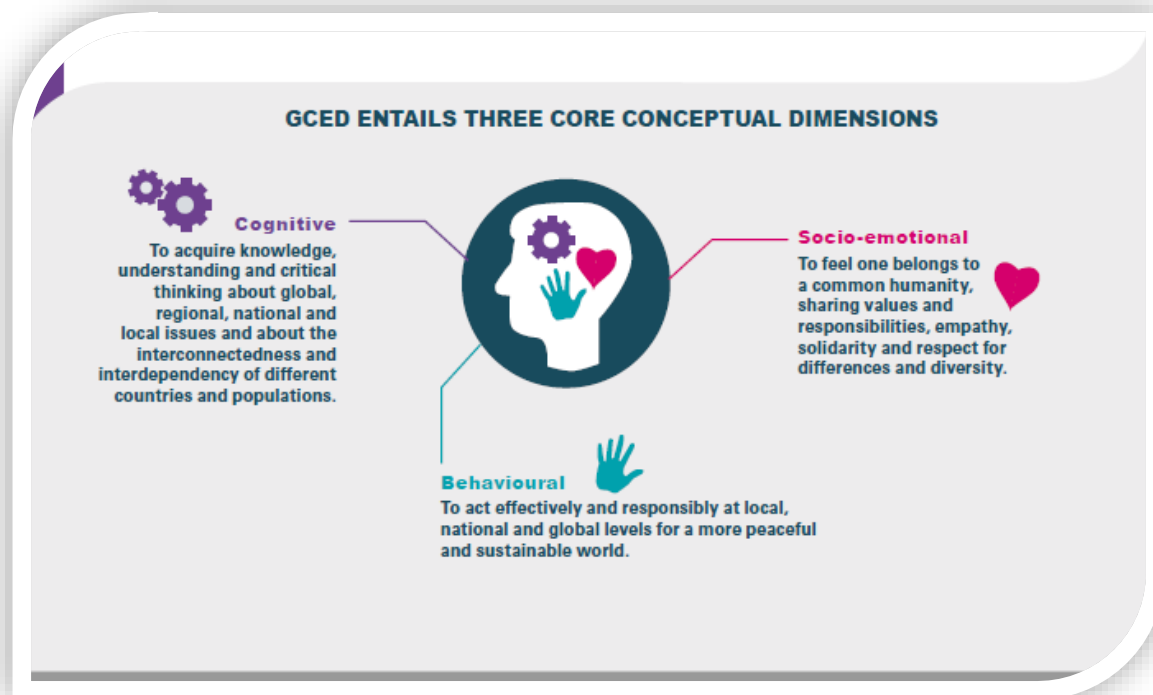 GCED ENTAILS THREE CORE CONCEPTUAL DIMENSIONS
Cognitive
To acquire knowledge,
understanding and critical
thinking about global,
regional, national and
local issues and about the
interconnectedness and
interdependency of different
countries and populations.
Socio-emotional
To feel one belongs to
a common humanity,
sharing values and
responsibilities, empathy,
solidarity and respect for
differences and diversity.
Behavioural
To act effectively and responsibly at local,
national and global levels for a more peaceful
and sustainable world.